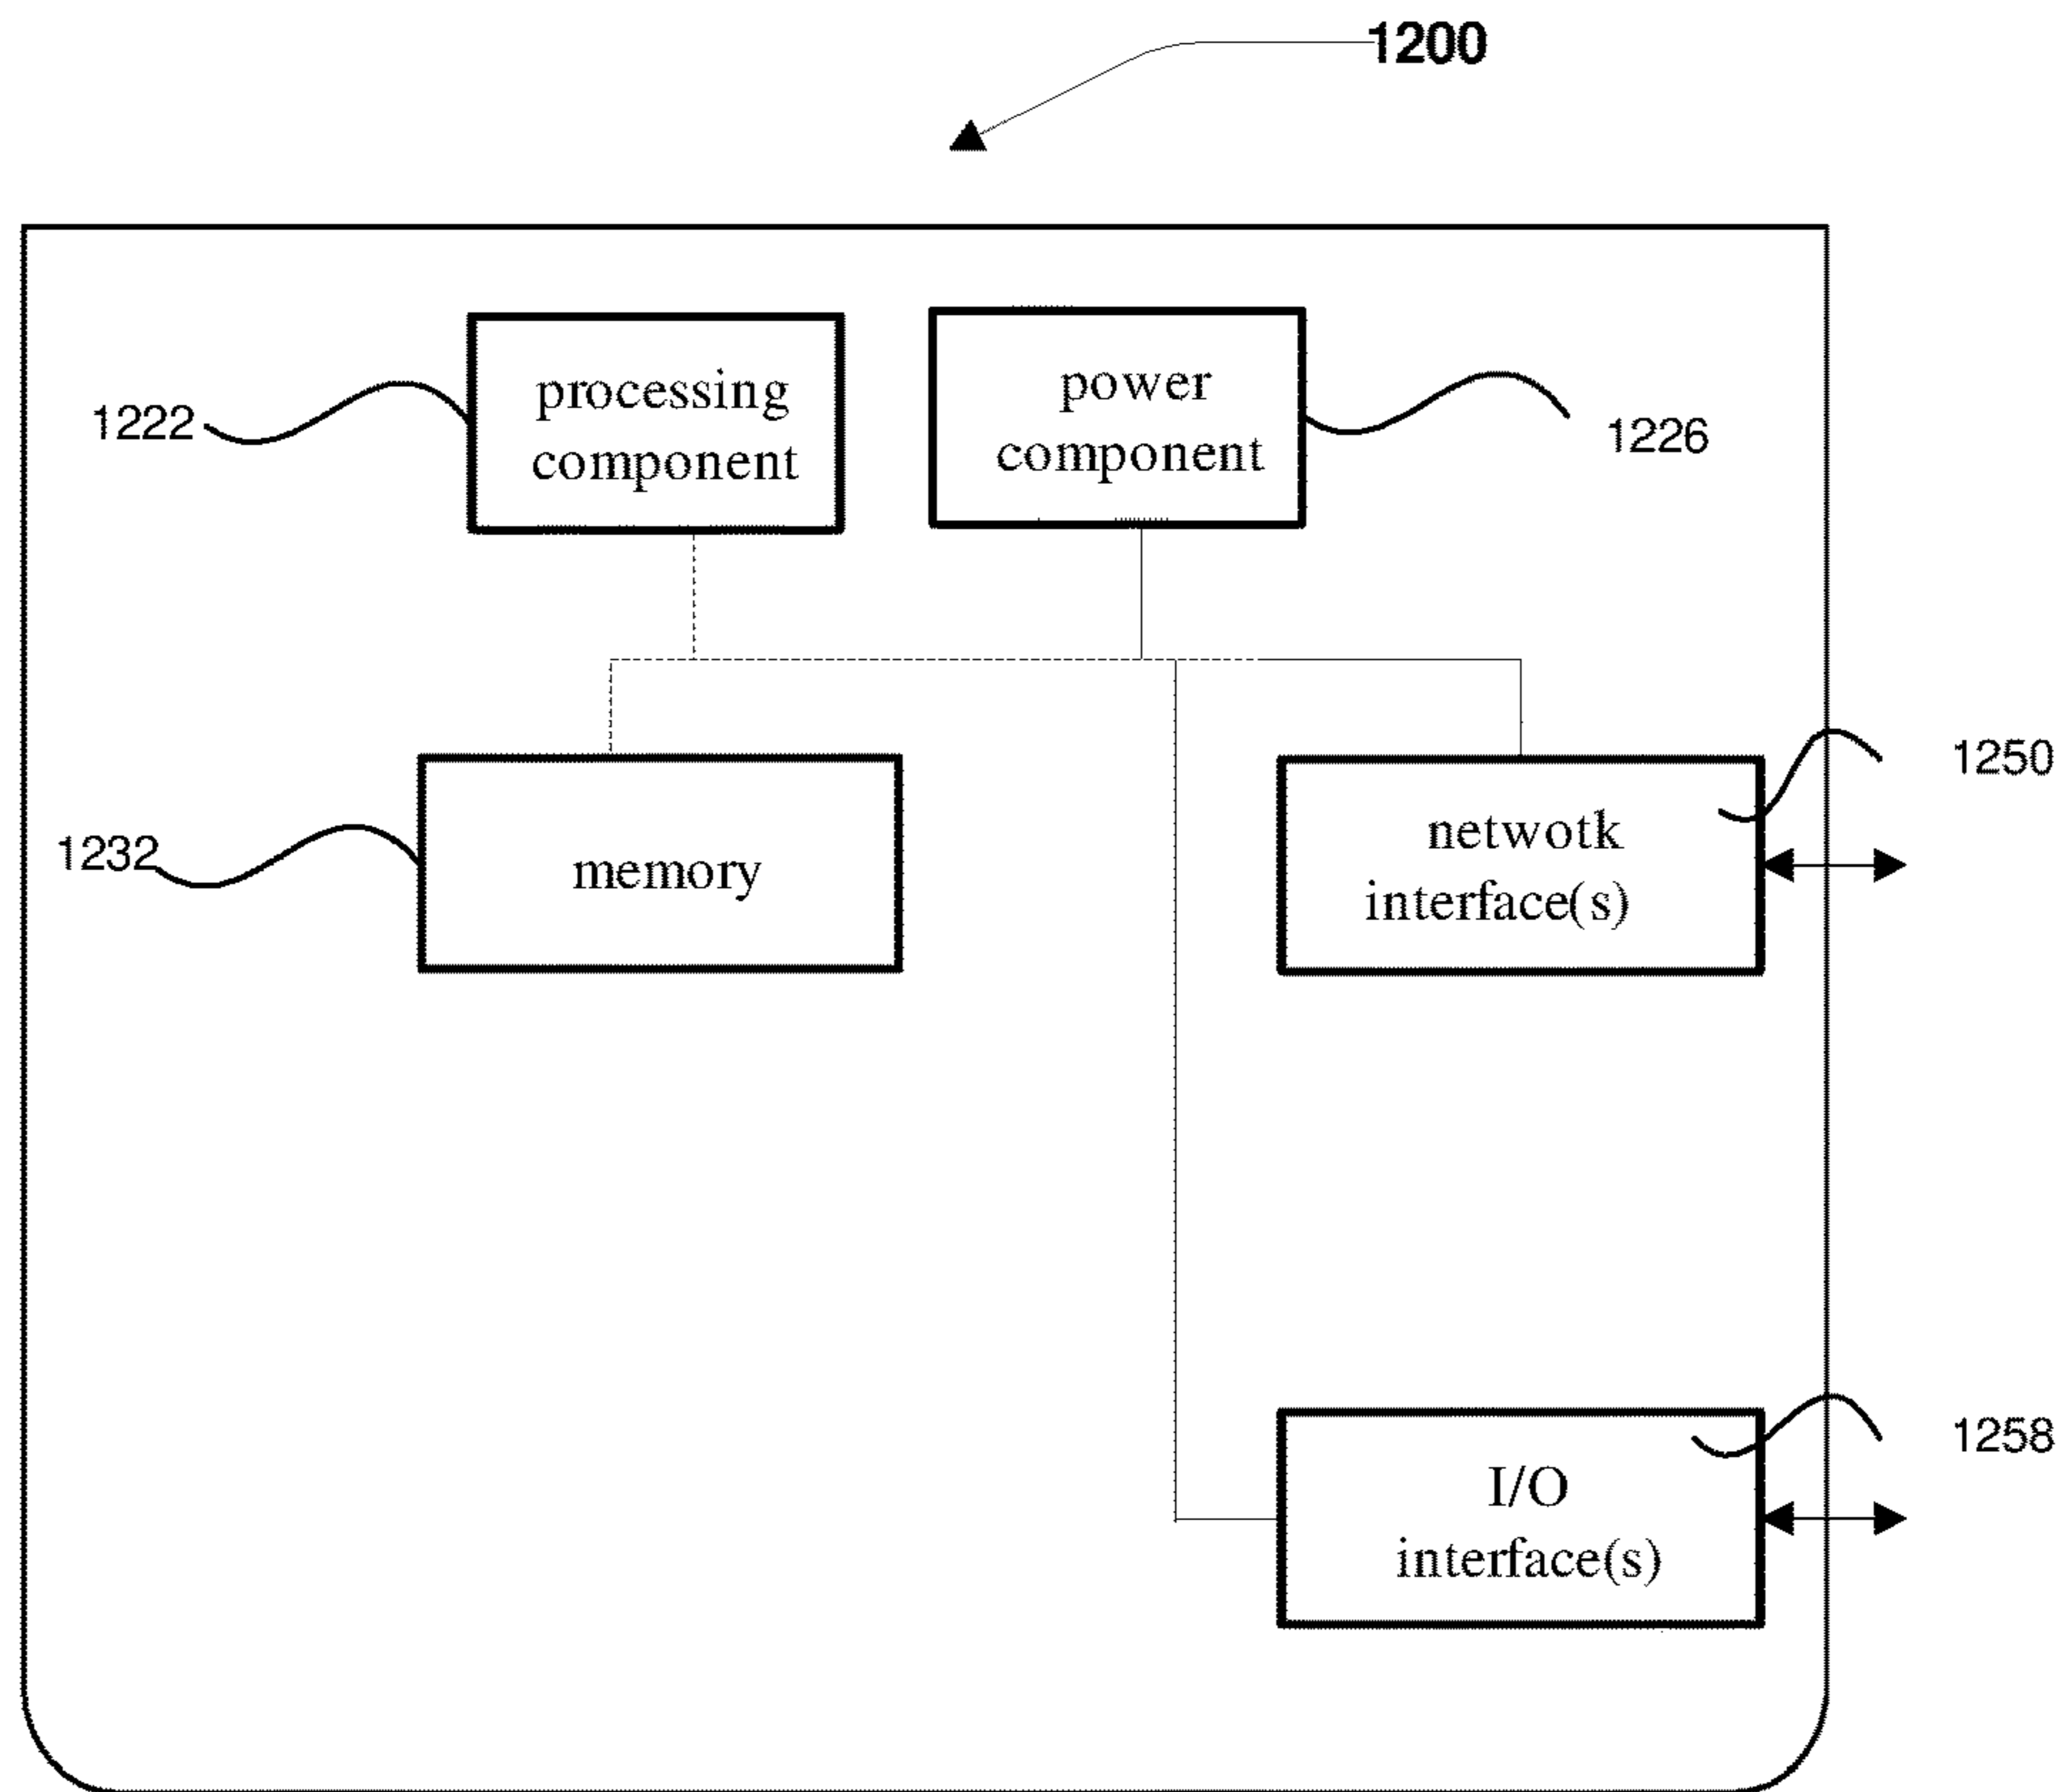 1200
processing
component
power
component
1222
1226
1250
1232
memory
netwotk
interface(s)
1258
I/O
interface(s)